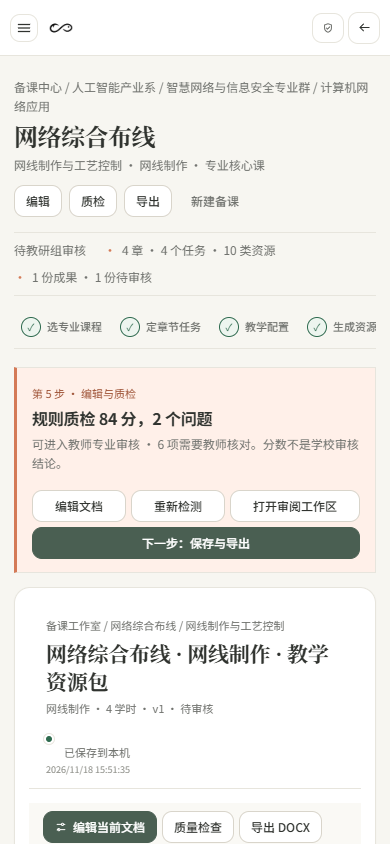 备课中心 / 人工智能产业系 / 智慧网络与信息安全专业群 / 计算机网
络应用
网络综合布线
网线制作与工艺控制 • 网线制作 • 专业核心课
编辑 质检 导出 新建备课
待教研组审核 • 4 章 • 4 个任务 • 10 类资源
• 1 份成果 • 1 份待审核
选专业课程 定章节任务 教学配置 生成资源
第 5 步 • 编辑与质检
规则质检 84 分，2 个问题
可进入教师专业审核 • 6 项需要教师核对。分数不是学校审核
结论。
编辑文档 重新检测 打开审阅工作区
下一步：保存与导出
备课工作室 / 网络综合布线 / 网线制作与工艺控制
网络综合布线 · 网线制作 · 教学
资源包
网线制作 • 4 学时 • v1 • 待审核
已保存到本机
2026/11/18 15:51:35
编辑当前文档 质量检查 导出 DOCX